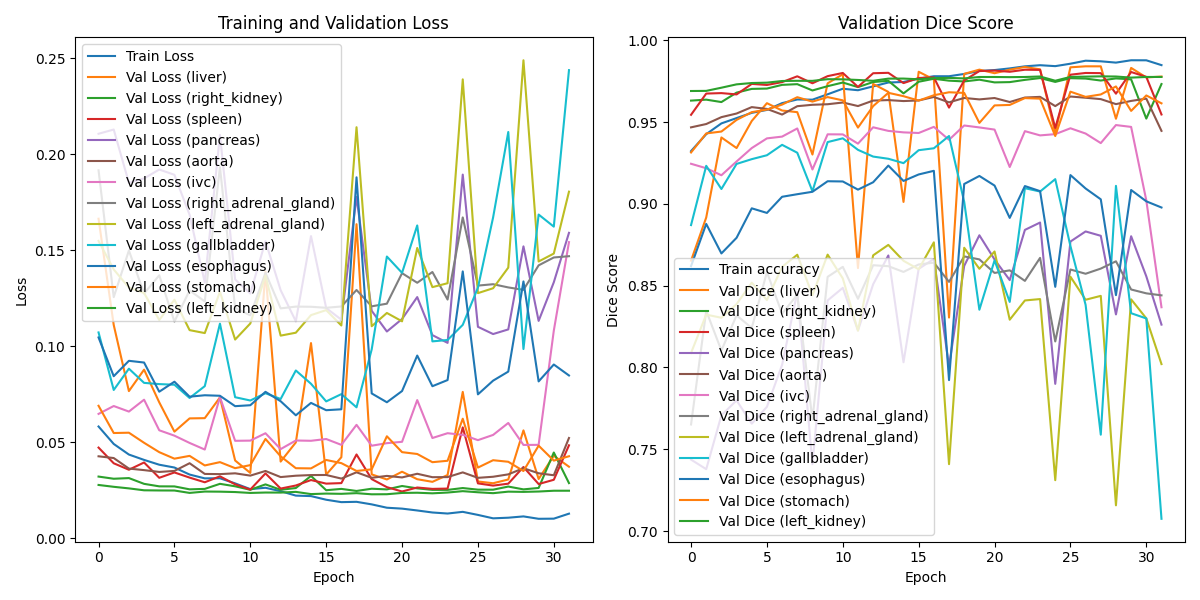 Training and Validation Loss
Loss
0.25
0.20
0.15
0.10
0.05
0.00
Train Loss
Val Loss (liver)
Val Loss (right_kidney)
Val Loss (spleen)
Val Loss (pancreas)
Val Loss (aorta)
Val Loss (ivc)
Val Loss (right_adrenal_gland)
Val Loss (left_adrenal_gland)
Val Loss (gallbladder)
Val Loss (esophagus)
Val Loss (stomach)
Val Loss (left_kidney)
0 5 10 15 20 25 30
Epoch
Validation Dice Score
Dice Score
1.00
0.95
0.90
0.85
0.80
0.75
0.70
Train accuracy
Val Dice (liver)
Val Dice (right_kidney)
Val Dice (spleen)
Val Dice (pancreas)
Val Dice (aorta)
Val Dice (ivc)
Val Dice (right_adrenal_gland)
Val Dice (left_adrenal_gland)
Val Dice (gallbladder)
Val Dice (esophagus)
Val Dice (stomach)
Val Dice (left_kidney)
0 5 10 15 20 25 30
Epoch